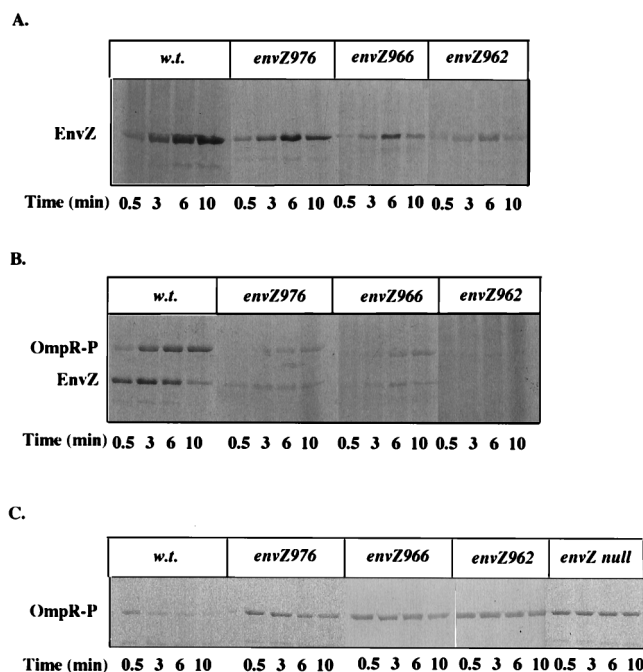 A.
w.t. envZ976 envZ966 envZ962
EnvZ
Time (min) 0.5 3 6 10 0.5 3 6 10 0.5 3 6 10 0.5 3 6 10
B.
w.t. envZ976 envZ966 envZ962
OmpR-P
EnvZ
Time (min) 0.5 3 6 10 0.5 3 6 10 0.5 3 6 10 0.5 3 6 10
C.
w.t. envZ976 envZ966 envZ962 envZ null
OmpR-P
Time (min) 0.5 3 6 10 0.5 3 6 10 0.5 3 6 10 0.5 3 6 10 0.5 3 6 10